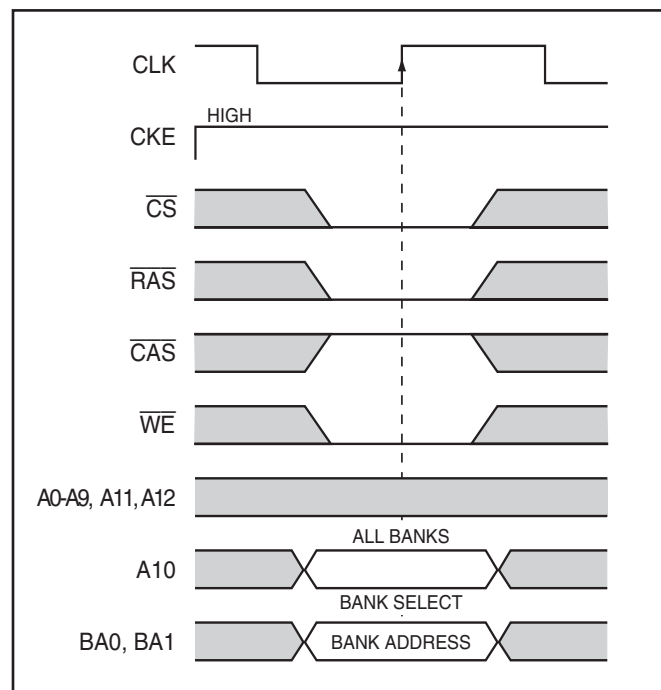 CLK
HIGH
CKE
CS
RAS
CAS
WE
A0-A9, A11, A12
ALL BANKS
A10
BANK SELECT
BA0, BA1
BANK ADDRESS